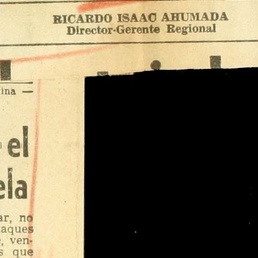 RICARDO ISAAC AHUMADA
Director-Gerente Regional
ina —
el
ela
ar, no
aques
, ven-
s que